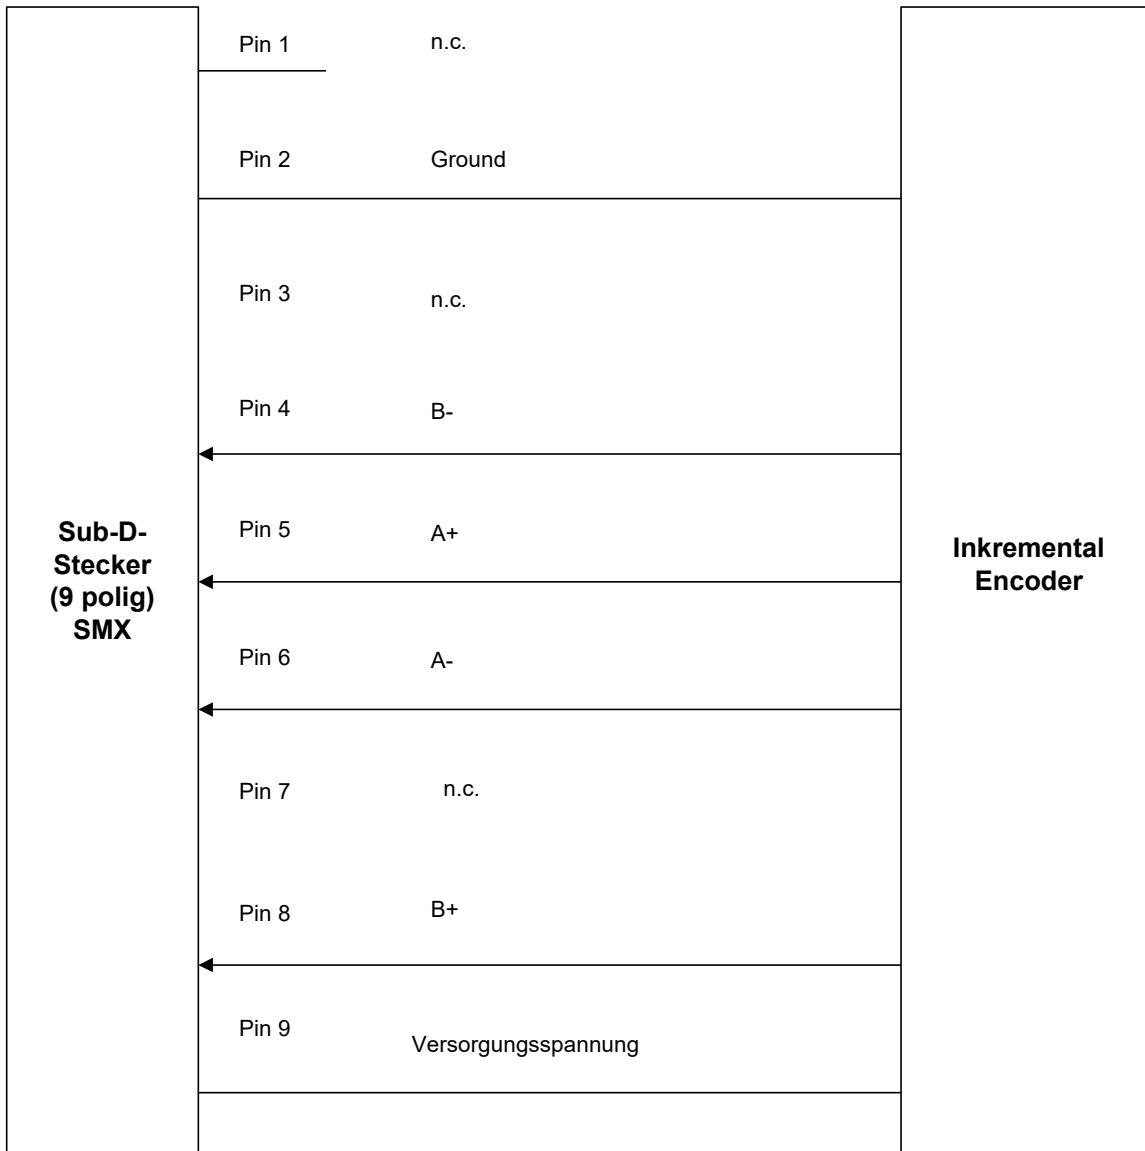 Pin 1 n.c.
Pin 2 Ground
Pin 3 n.c.
Pin 4 B-
Pin 5 A+
Pin 6 A-
Pin 7 n.c.
Pin 8 B+
Pin 9 Versorgungsspannung
Sub-D-
Stecker
(9 polig)
SMX
Inkremental
Encoder